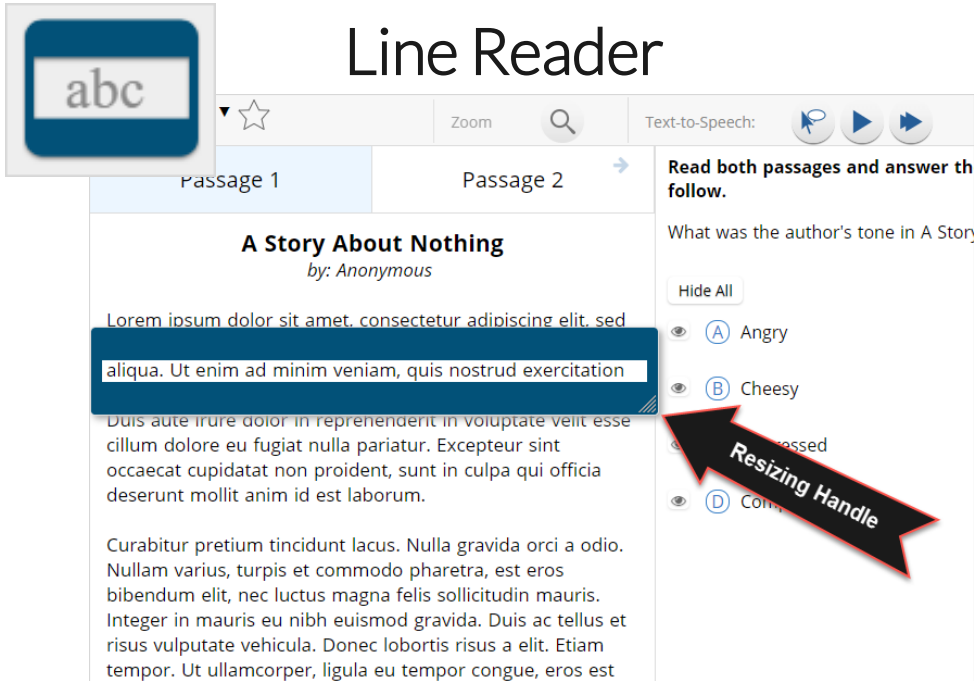 abc
Line Reader
Zoom
Text-to-Speech:
Passage 1
Passage 2
A Story About Nothing
by: Anonymous
Lorem ipsum dolor sit amet, consectetur adipiscing elit, sed
aliqua. Ut enim ad minim veniam, quis nostrud exercitation
Duis aute irure dolor in reprehenderit in voluptate velit esse
cillum dolore eu fugiat nulla pariatur. Excepteur sint
occaecat cupidatat non proident, sunt in culpa qui officia
deserunt mollit anim id est laborum.
Curabitur pretium tincidunt lacus. Nulla gravida orci a odio.
Nullam varius, turpis et commodo pharetra, est eros
bibendum elit, nec luctus magna felis sollicitudin mauris.
Integer in mauris eu nibh euismod gravida. Duis ac tellus et
risus vulputate vehicula. Donec lobortis risus a elit. Etiam
tempor. Ut ullamcorper, ligula eu tempor congue, eros est
Read both passages and answer th
follow.
What was the author's tone in A Story
Hide All
A Angry
B Cheesy
essed
D Com
Resizing Handle